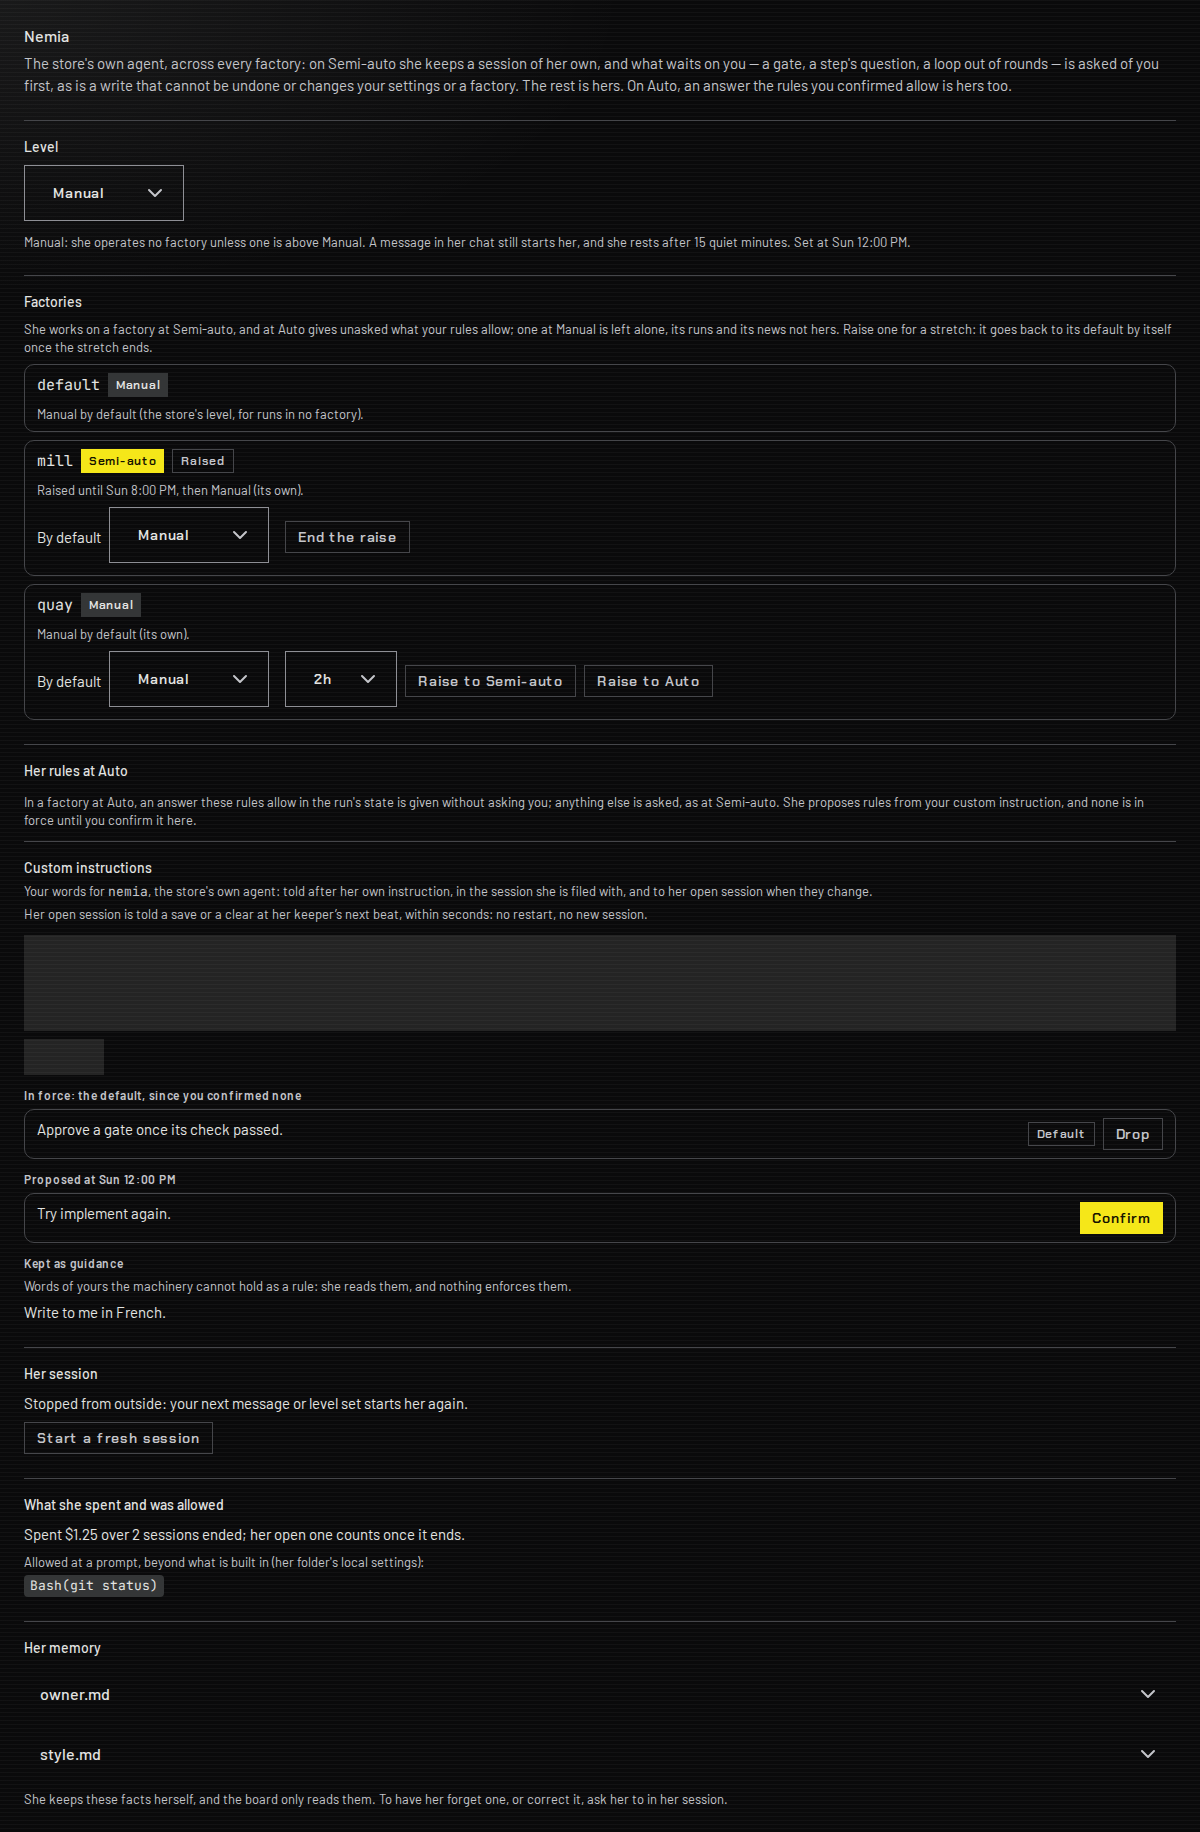 Nemia
The store's own agent, across every factory: on Semi-auto she keeps a session of her own, and what waits on you — a gate, a step's question, a loop out of rounds — is asked of you
first, as is a write that cannot be undone or changes your settings or a factory. The rest is hers. On Auto, an answer the rules you confirmed allow is hers too.
Level
Manual
Manual: she operates no factory unless one is above Manual. A message in her chat still starts her, and she rests after 15 quiet minutes. Set at Sun 12:00 PM.
Factories
She works on a factory at Semi-auto, and at Auto gives unasked what your rules allow; one at Manual is left alone, its runs and its news not hers. Raise one for a stretch: it goes back to its default by itself
once the stretch ends.
default Manual
Manual by default (the store's level, for runs in no factory).
mill Semi-auto Raised
Raised until Sun 8:00 PM, then Manual (its own).
By default Manual End the raise
quay Manual
Manual by default (its own).
By default Manual 2h Raise to Semi-auto Raise to Auto
Her rules at Auto
In a factory at Auto, an answer these rules allow in the run's state is given without asking you; anything else is asked, as at Semi-auto. She proposes rules from your custom instruction, and none is in
force until you confirm it here.
Custom instructions
Your words for nemia, the store's own agent: told after her own instruction, in the session she is filed with, and to her open session when they change.
Her open session is told a save or a clear at her keeper's next beat, within seconds: no restart, no new session.
In force: the default, since you confirmed none
Approve a gate once its check passed. Default Drop
Proposed at Sun 12:00 PM
Try implement again. Confirm
Kept as guidance
Words of yours the machinery cannot hold as a rule: she reads them, and nothing enforces them.
Write to me in French.
Her session
Stopped from outside: your next message or level set starts her again.
Start a fresh session
What she spent and was allowed
Spent $1.25 over 2 sessions ended; her open one counts once it ends.
Allowed at a prompt, beyond what is built in (her folder's local settings):
Bash(git status)
Her memory
owner.md
style.md
She keeps these facts herself, and the board only reads them. To have her forget one, or correct it, ask her to in her session.